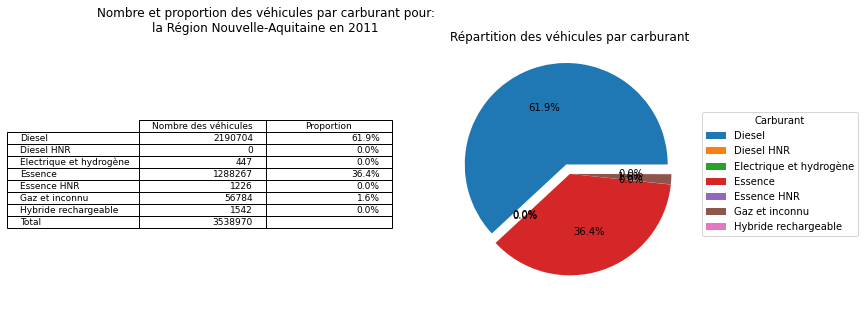 Nombre et proportion des véhicules par carburant pour:
la Région Nouvelle-Aquitaine en 2011
Nombre des véhicules Proportion
Diesel 2190704 61.9%
Diesel HNR 0 0.0%
Electrique et hydrogène 447 0.0%
Essence 1288267 36.4%
Essence HNR 1226 0.0%
Gaz et inconnu 56784 1.6%
Hybride rechargeable 1542 0.0%
Total 3538970
Répartition des véhicules par carburant
61.9%
0.0%
0.0%
36.4%
0.0%
Carburant
Diesel
Diesel HNR
Electrique et hydrogène
Essence
Essence HNR
Gaz et inconnu
Hybride rechargeable